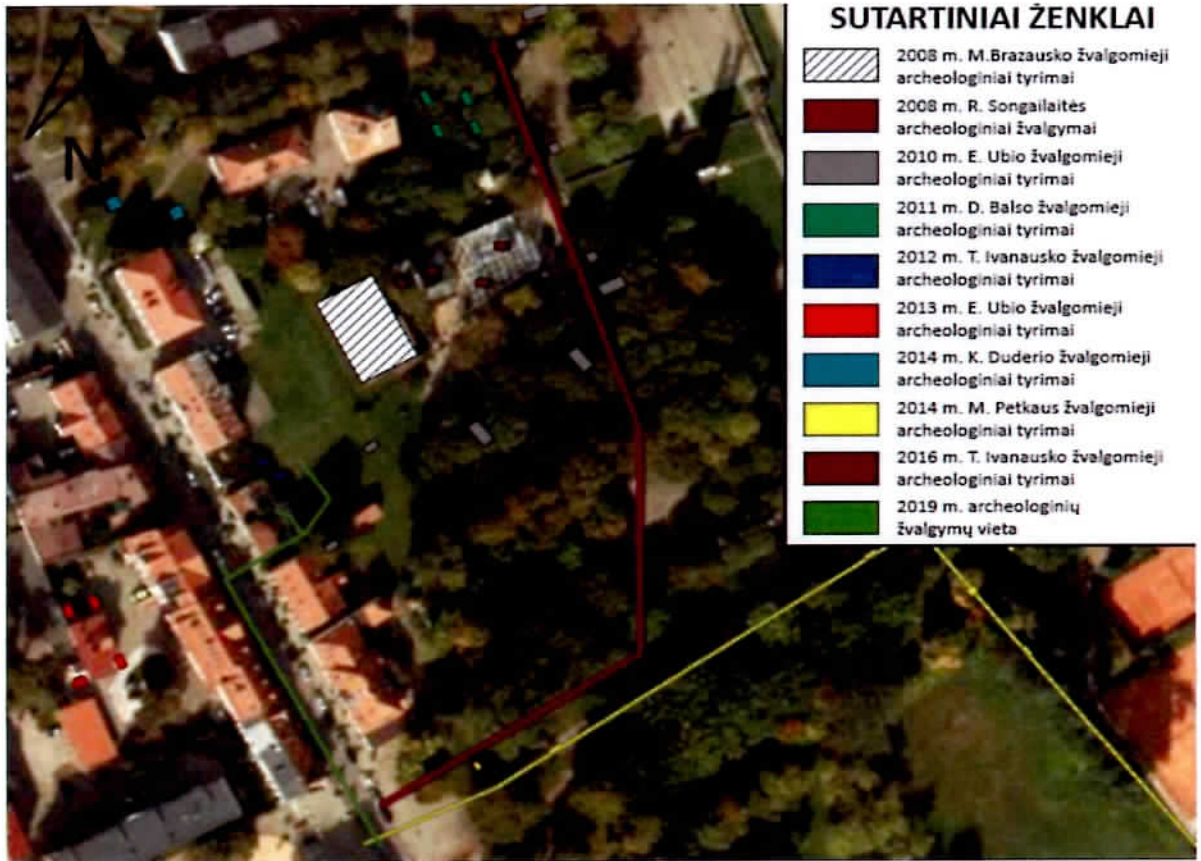 SUTARTINIAI ŽENKLAI
2008 m. M.Brazausko žvalgomieji
archeologiniai tyrimai
2008 m. R. Songailaitės
archeologiniai žvalgymai
2010 m. E. Ubio žvalgomieji
archeologiniai tyrimai
2011 m. D. Balso žvalgomieji
archeologiniai tyrimai
2012 m. T. Ivanausko žvalgomieji
archeologiniai tyrimai
2013 m. E. Ubio žvalgomieji
archeologiniai tyrimai
2014 m. K. Duderio žvalgomieji
archeologiniai tyrimai
2014 m. M. Petkaus žvalgomieji
archeologiniai tyrimai
2016 m. T. Ivanausko žvalgomieji
archeologiniai tyrimai
2019 m. archeologinių
žvalgymų vieta
N